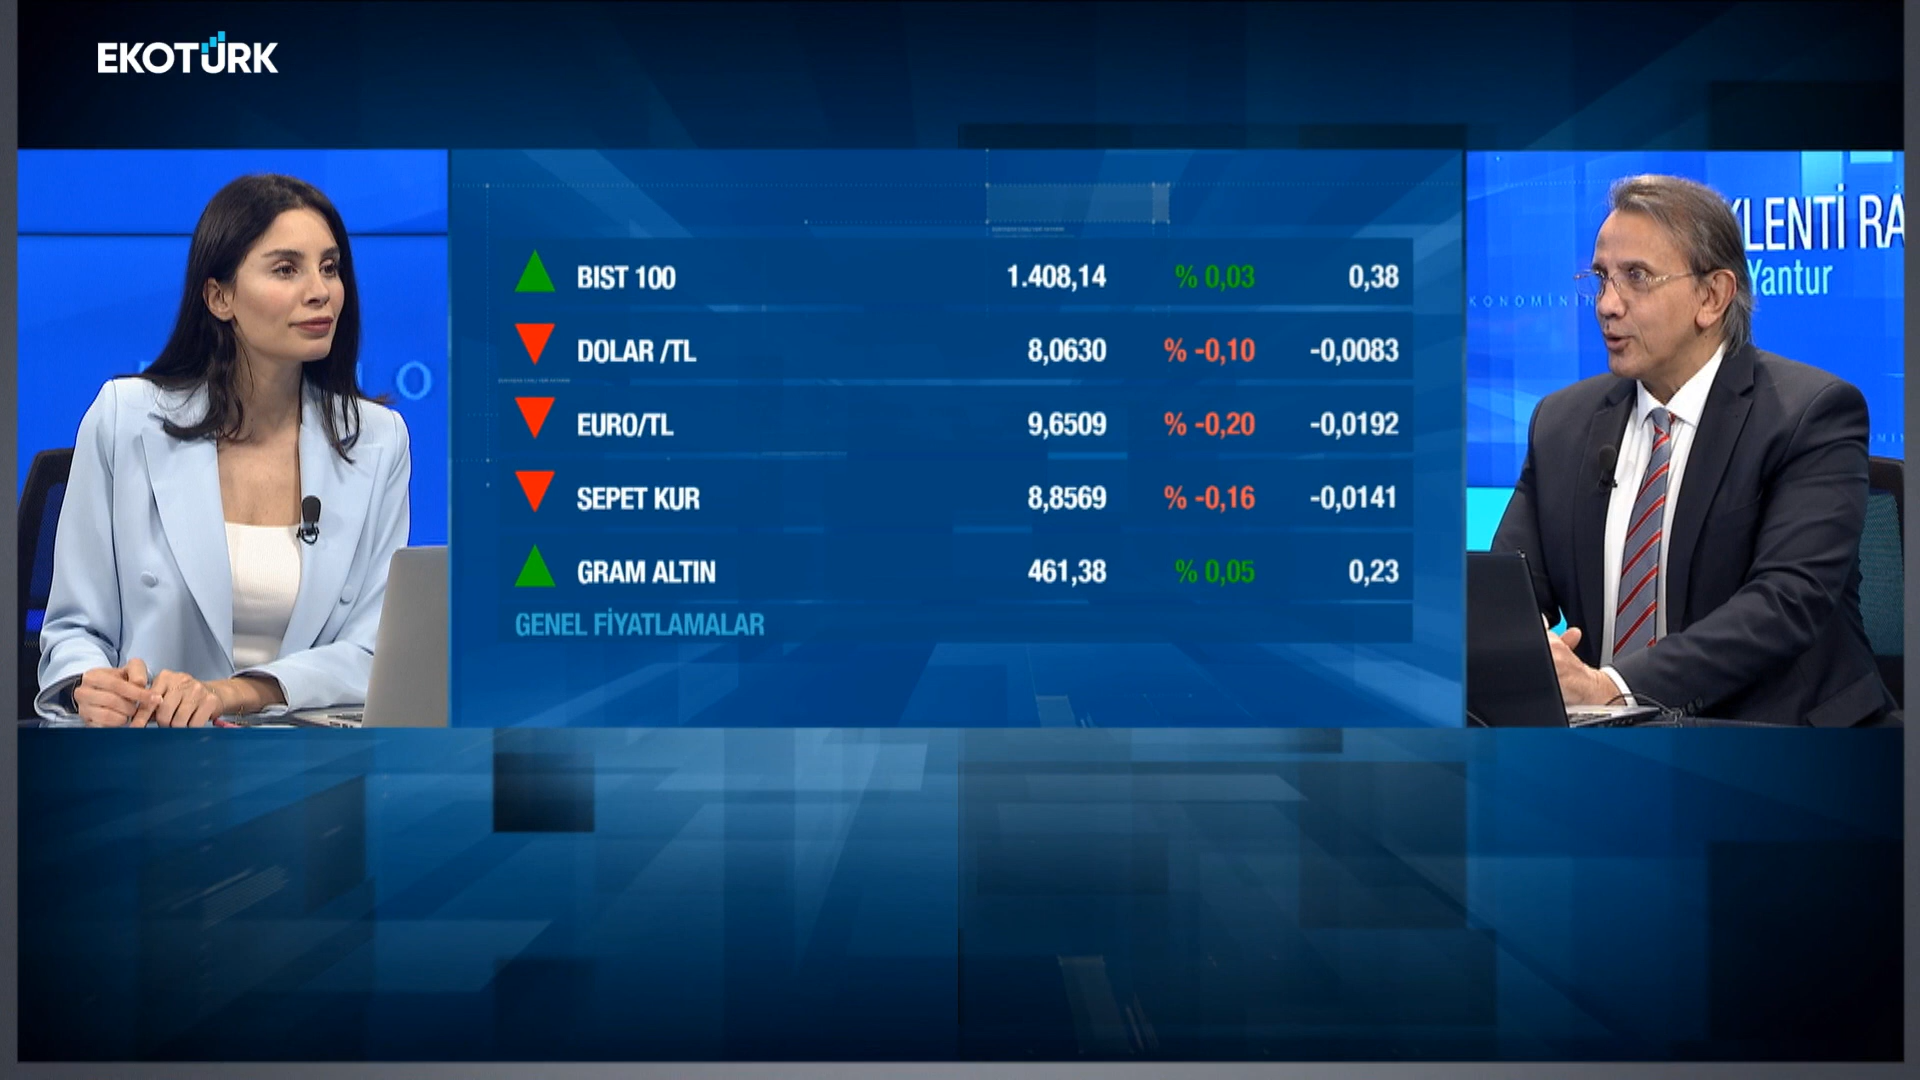 EKOTÜRK
BIST 100 1.408,14 % 0,03 0,38
DOLAR /TL 8,0630 % -0,10 -0,0083
EURO/TL 9,6509 % -0,20 -0,0192
SEPET KUR 8,8569 % -0,16 -0,0141
GRAM ALTIN 461,38 % 0,05 0,23
GENEL FİYATLAMALAR
KLENTİ RA
Yantur
KONOMİNİN